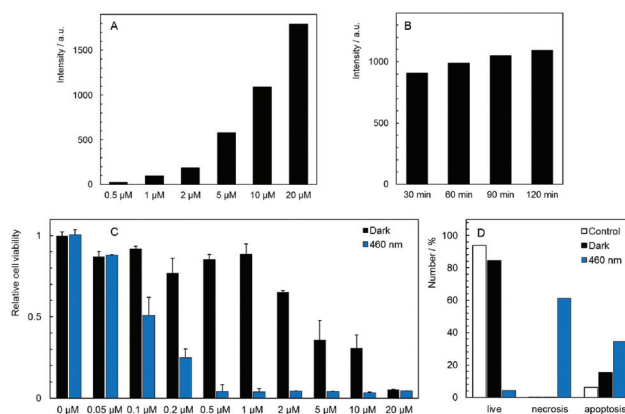 A
Intensity / a.u.
1500
1000
500
0
0.5 µM 1 µM 2 µM 5 µM 10 µM 20 µM
B
Intensity / a.u.
1000
500
0
30 min 60 min 90 min 120 min
C
Dark
460 nm
Relative cell viability
1
0.5
0
0 µM 0.05 µM 0.1 µM 0.2 µM 0.5 µM 1 µM 2 µM 5 µM 10 µM 20 µM
D
Control
Dark
460 nm
Number / %
100
80
60
40
20
0
live necrosis apoptosis